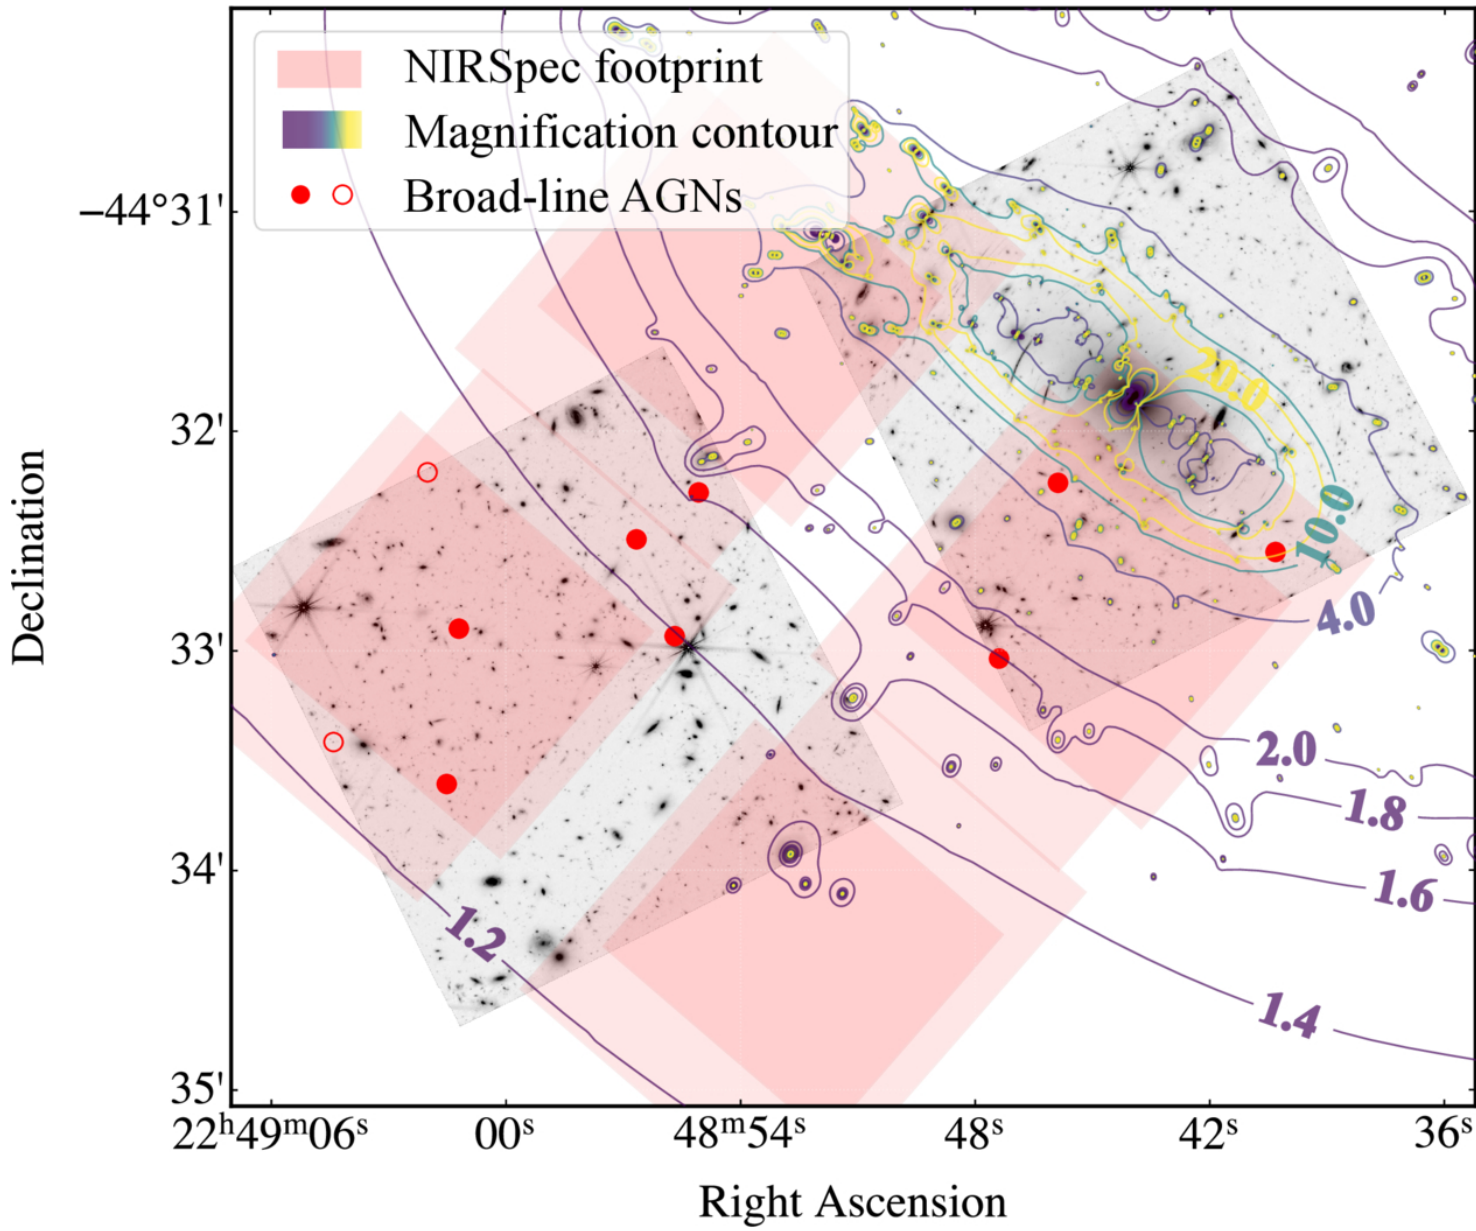 NIRSpec footprint
Magnification contour
Broad-line AGNs
−44°31'
32'
33'
34'
35'
Declination
20.0
10.0
4.0
2.0
1.8
1.6
1.4
1.2
22ʰ49ᵐ06ˢ
00ˢ
48ᵐ54ˢ
48ˢ
42ˢ
36ˢ
Right Ascension